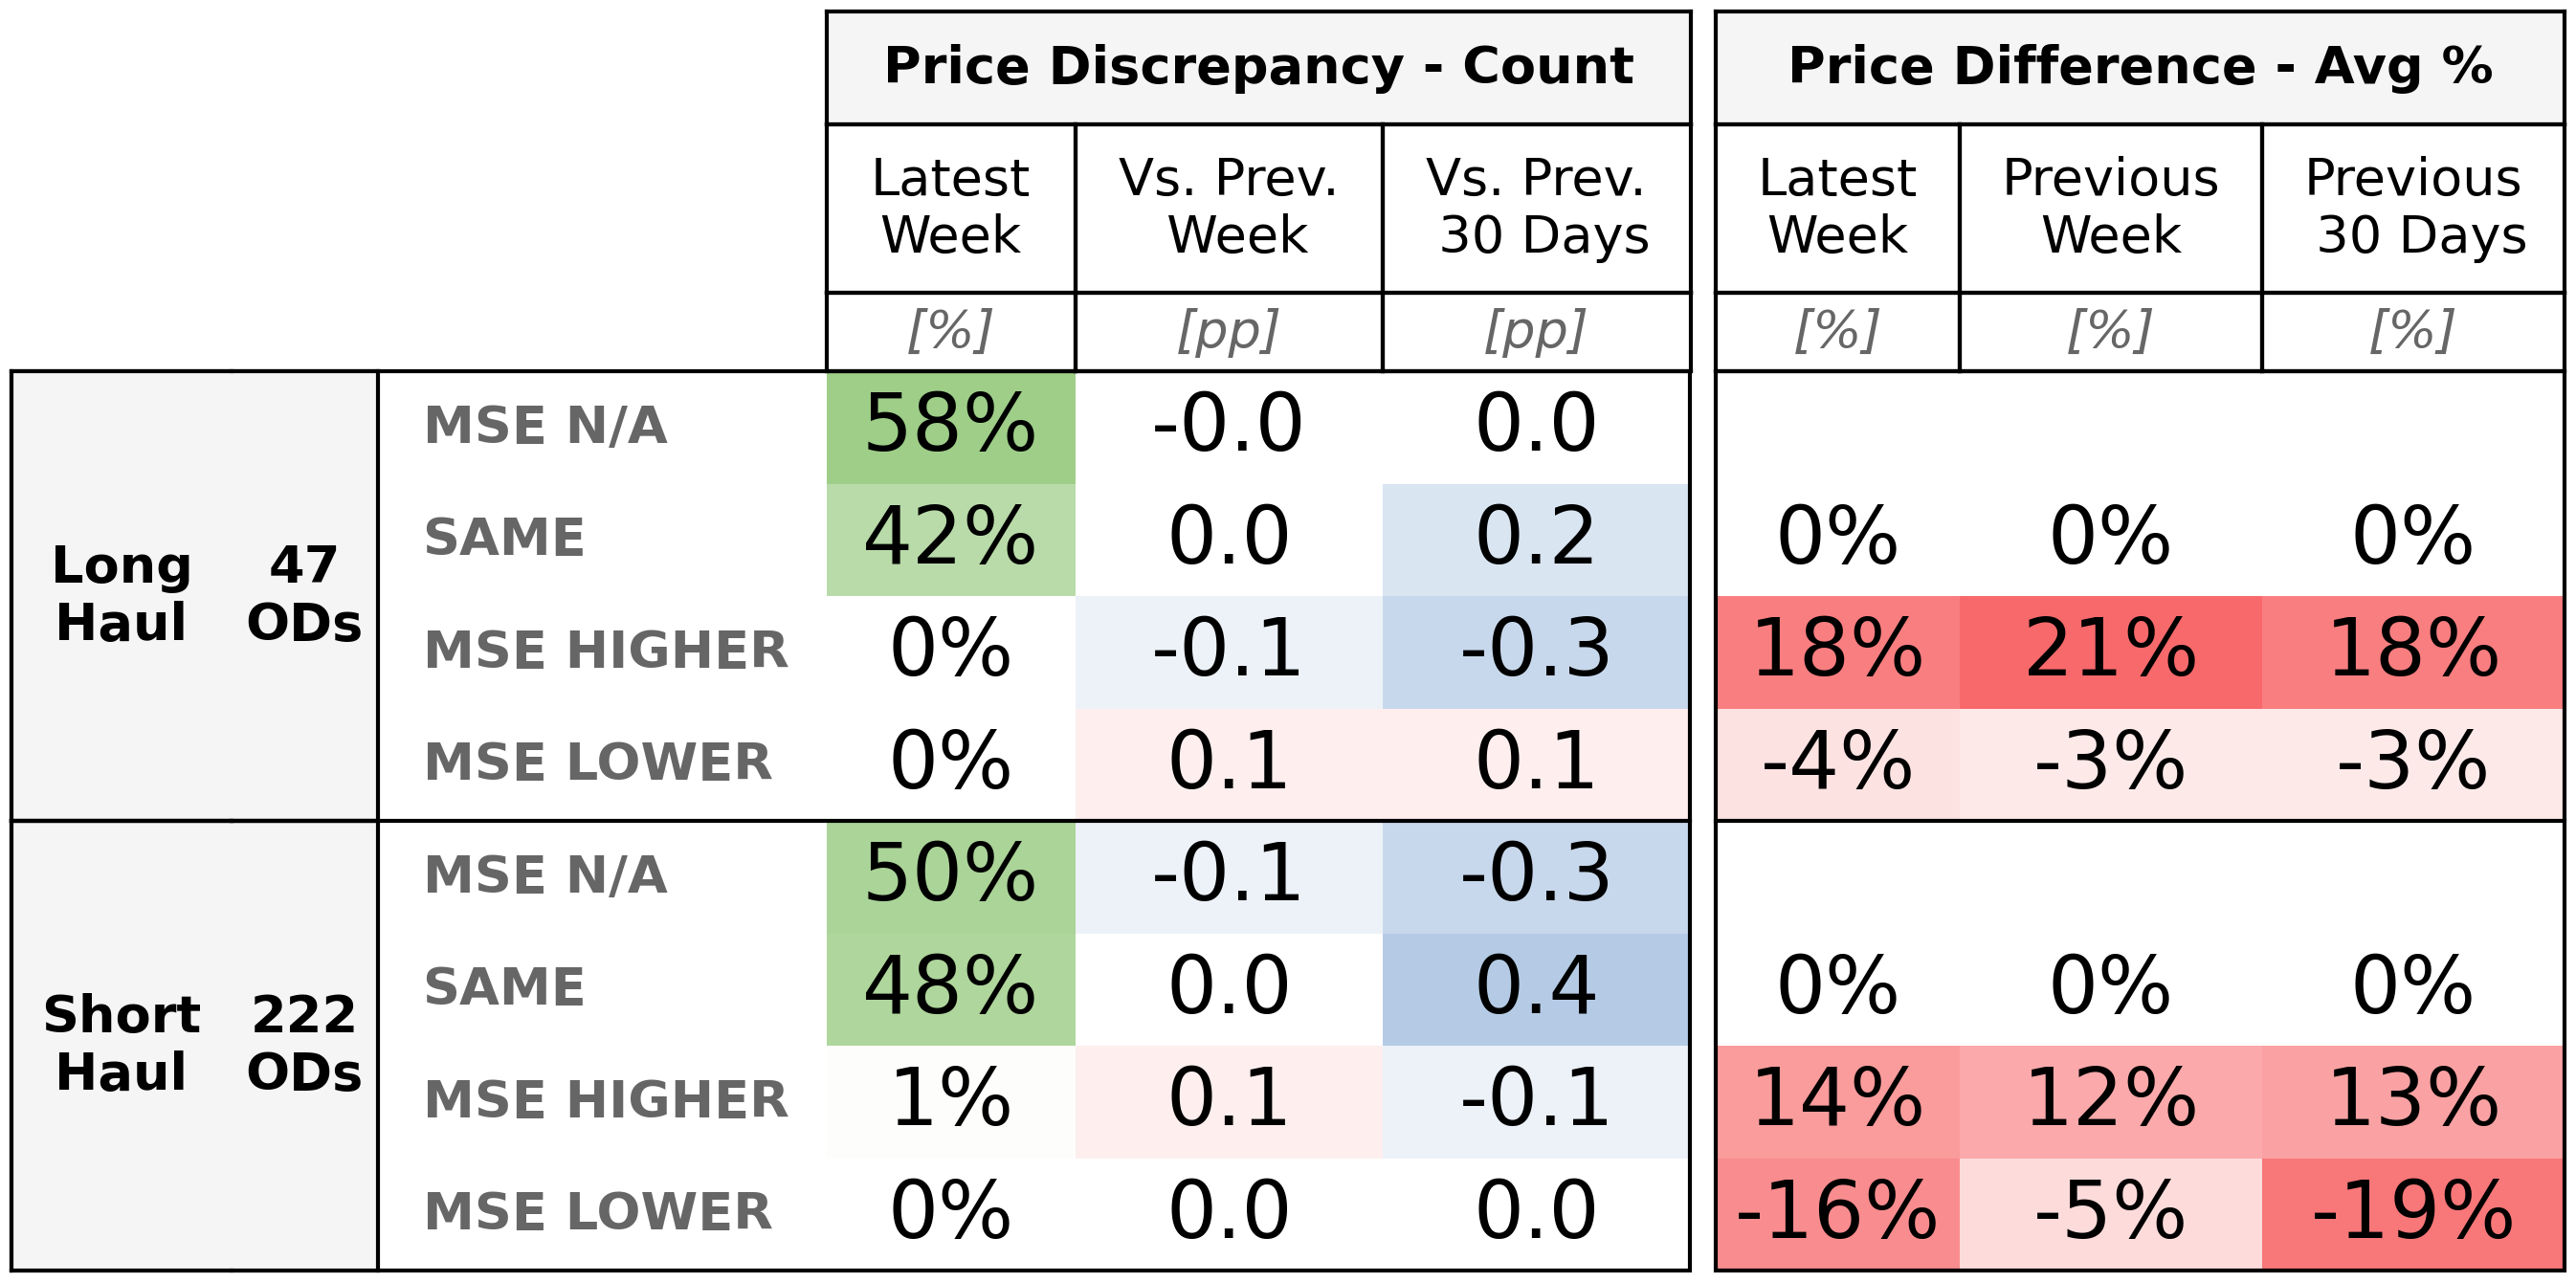 Price Discrepancy - Count Price Difference - Avg %
Latest Week Vs. Prev. Week Vs. Prev. 30 Days Latest Week Previous Week Previous 30 Days
[%] [pp] [pp] [%] [%] [%]
Long Haul 47 ODs
MSE N/A 58% -0.0 0.0
SAME 42% 0.0 0.2 0% 0% 0%
MSE HIGHER 0% -0.1 -0.3 18% 21% 18%
MSE LOWER 0% 0.1 0.1 -4% -3% -3%
Short Haul 222 ODs
MSE N/A 50% -0.1 -0.3
SAME 48% 0.0 0.4 0% 0% 0%
MSE HIGHER 1% 0.1 -0.1 14% 12% 13%
MSE LOWER 0% 0.0 0.0 -16% -5% -19%